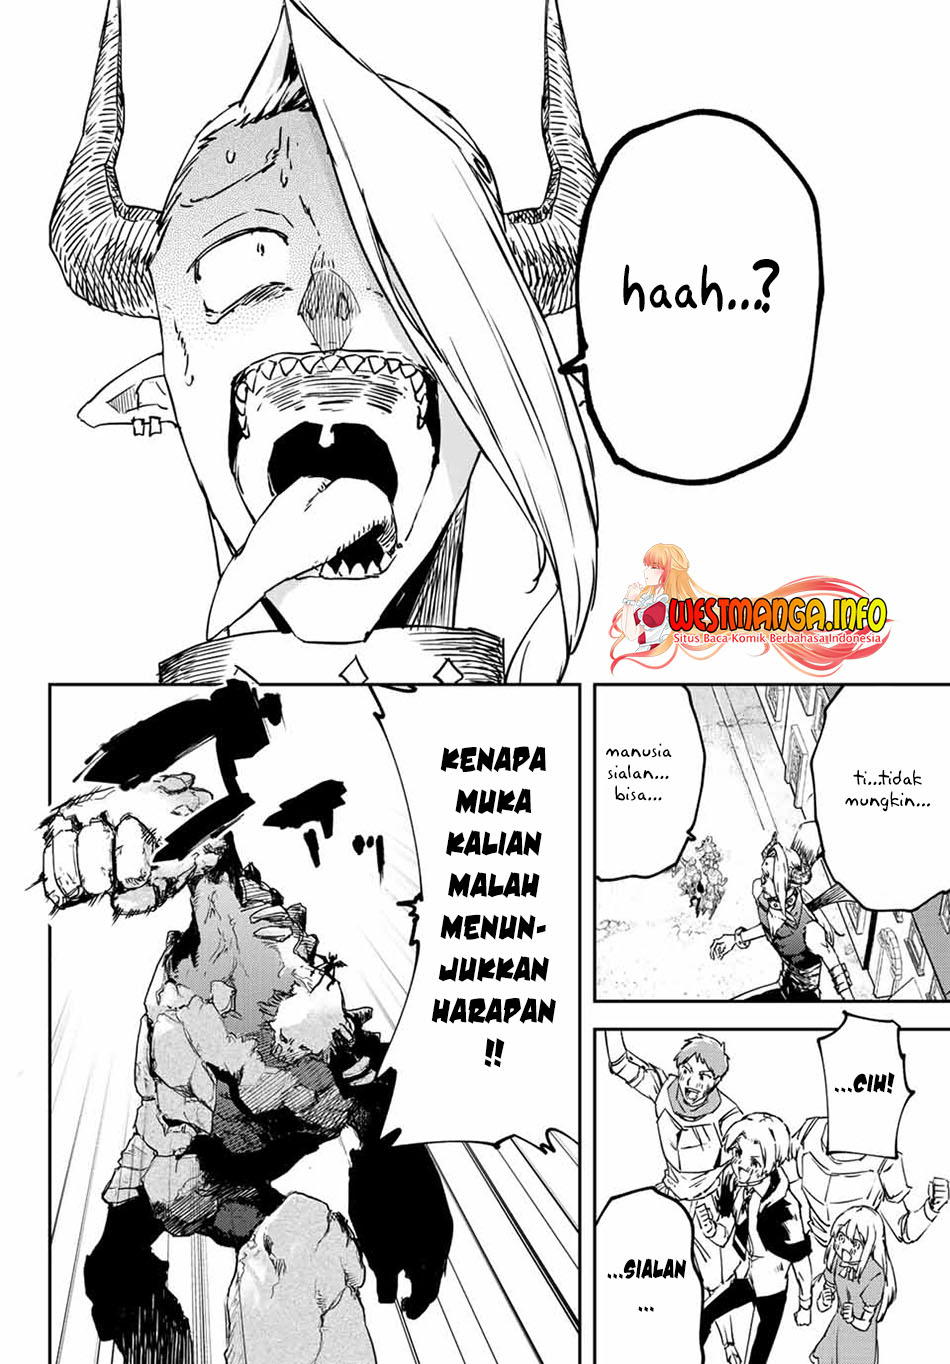 haah...?
WESTMANGA.INFO
Situs Baca Komik Berbahasa Indonesia
ti...tidak
mungkin...
manusia
sialan...
bisa...
...CIH!
...SIALAN
...
KENAPA
MUKA
KALIAN
MALAH
MENUN-
JUKKAN
HARAPAN
!!